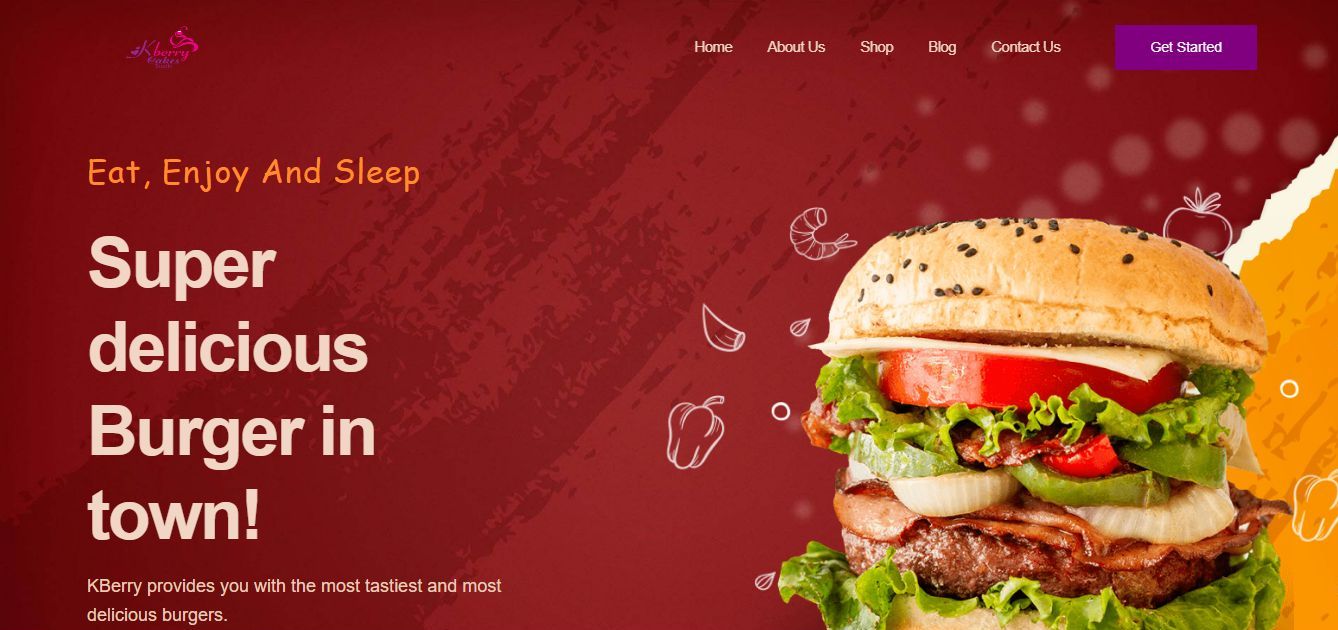 Kberry
Cakes
Home
About Us
Shop
Blog
Contact Us
Get Started
Eat, Enjoy And Sleep
Super
delicious
Burger in
town!
KBerry provides you with the most tastiest and most
delicious burgers.